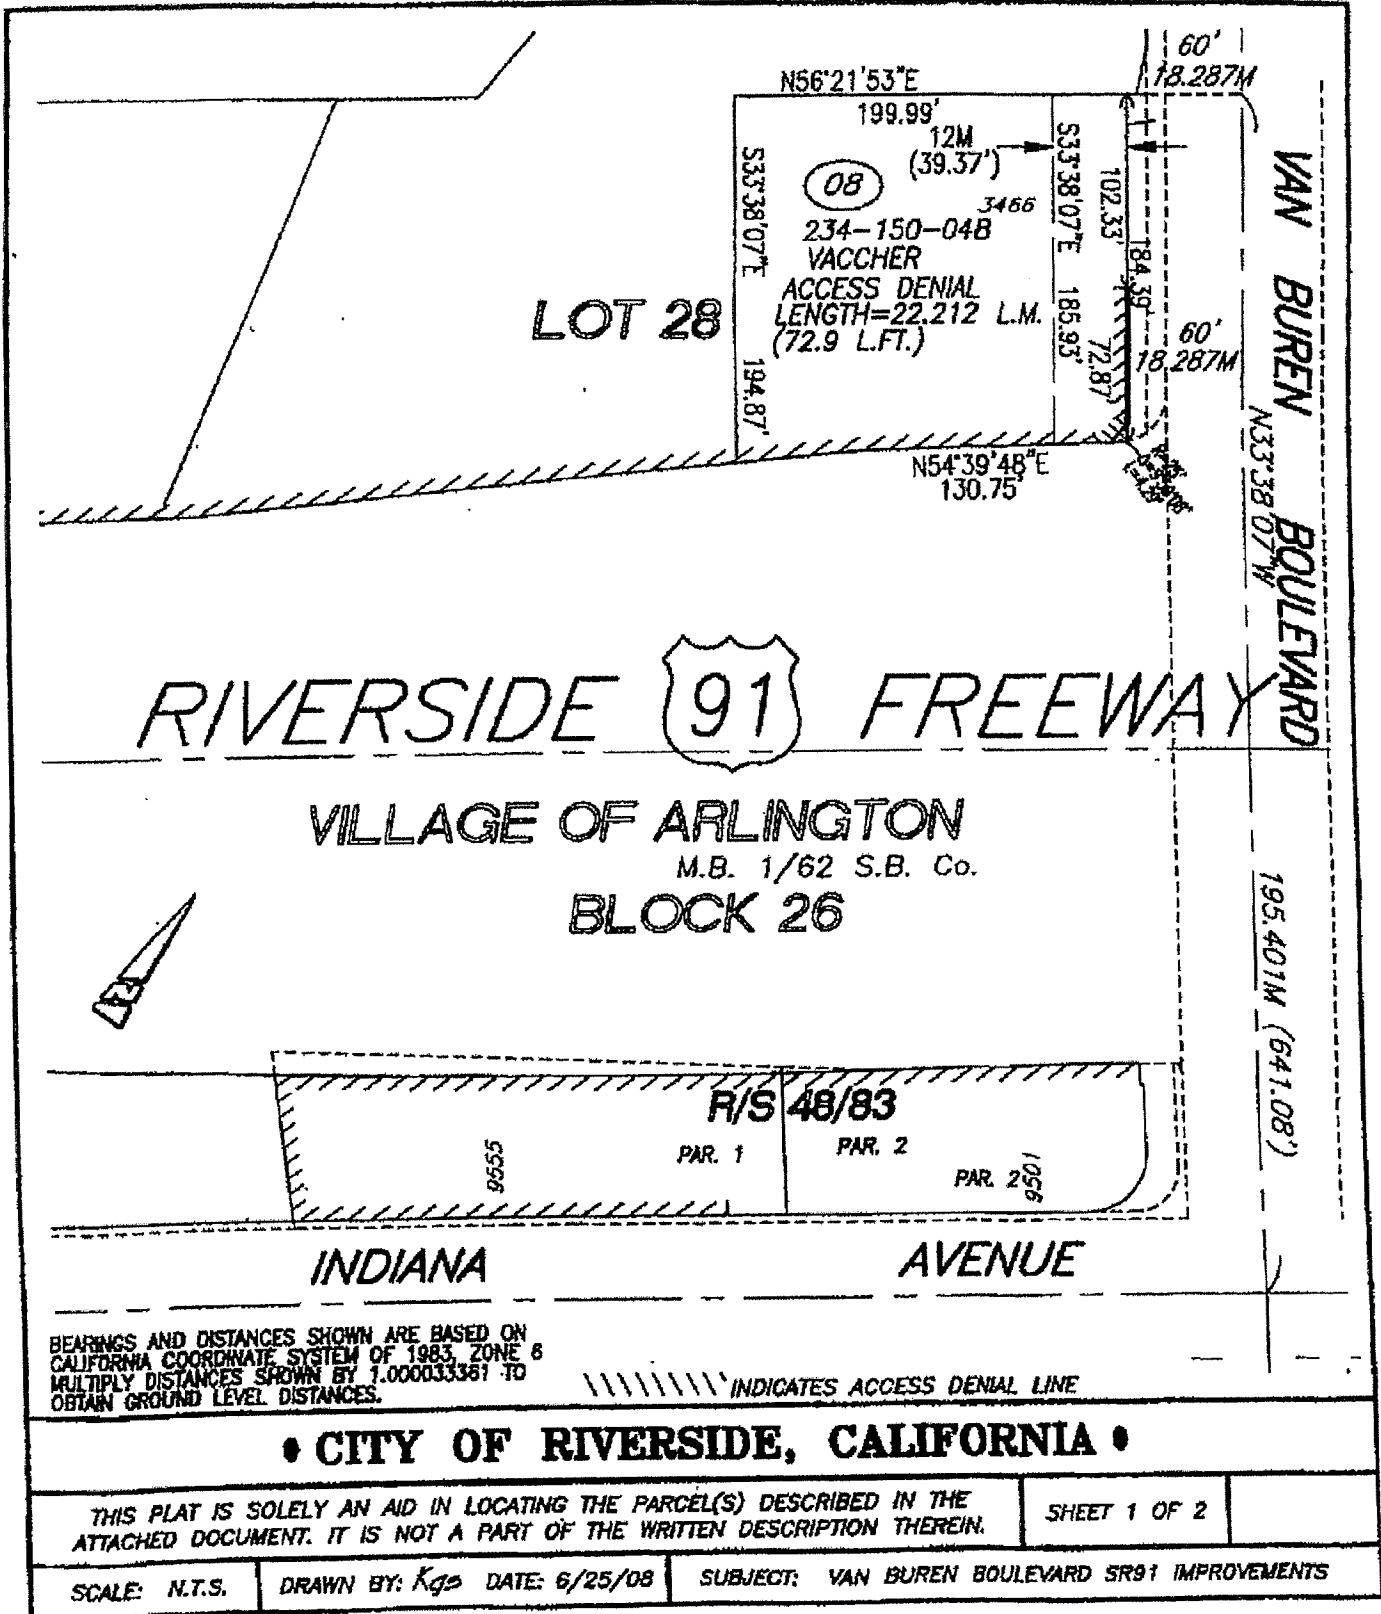 60'
18.287M
N56°21'53"E
199.99'
12M
(39.37')
08
3466
234-150-04B
VACCHER
ACCESS DENIAL
LENGTH=22.212 L.M.
(72.9 L.FT.)
S33°38'07"E
194.87'
LOT 28
S33°38'07"E
185.93'
102.33'
184.39'
72.87'
60'
18.287M
VAN BUREN BOULEVARD
N33°38'07"W
195.401M (641.08')
N54°39'48"E
130.75'
RIVERSIDE 91 FREEWAY
VILLAGE OF ARLINGTON
M.B. 1/62 S.B. Co.
BLOCK 26
N
R/S 48/83
PAR. 1
PAR. 2
9555
PAR. 2
9501
INDIANA AVENUE
BEARINGS AND DISTANCES SHOWN ARE BASED ON
CALIFORNIA COORDINATE SYSTEM OF 1983, ZONE 6
MULTIPLY DISTANCES SHOWN BY 1.000033361 TO
OBTAIN GROUND LEVEL DISTANCES.
INDICATES ACCESS DENIAL LINE
• CITY OF RIVERSIDE, CALIFORNIA •
THIS PLAT IS SOLELY AN AID IN LOCATING THE PARCEL(S) DESCRIBED IN THE
ATTACHED DOCUMENT. IT IS NOT A PART OF THE WRITTEN DESCRIPTION THEREIN.
SHEET 1 OF 2
SCALE: N.T.S.
DRAWN BY: Kgs DATE: 6/25/08
SUBJECT: VAN BUREN BOULEVARD SR91 IMPROVEMENTS